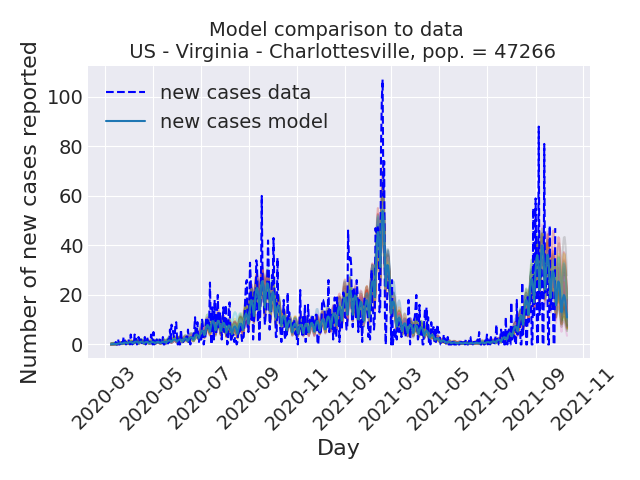 Model comparison to data
US - Virginia - Charlottesville, pop. = 47266
new cases data
new cases model
Number of new cases reported
100
80
60
40
20
0
2020-03
2020-05
2020-07
2020-09
2020-11
2021-01
2021-03
2021-05
2021-07
2021-09
2021-11
Day